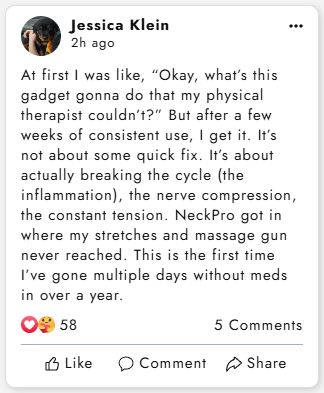 Jessica Klein
2h ago
At first I was like, “Okay, what’s this
gadget gonna do that my physical
therapist couldn’t?” But after a few
weeks of consistent use, I get it. It’s
not about some quick fix. It’s about
actually breaking the cycle (the
inflammation), the nerve compression,
the constant tension. NeckPro got in
where my stretches and massage gun
never reached. This is the first time
I’ve gone multiple days without meds
in over a year.
58 5 Comments
Like Comment Share